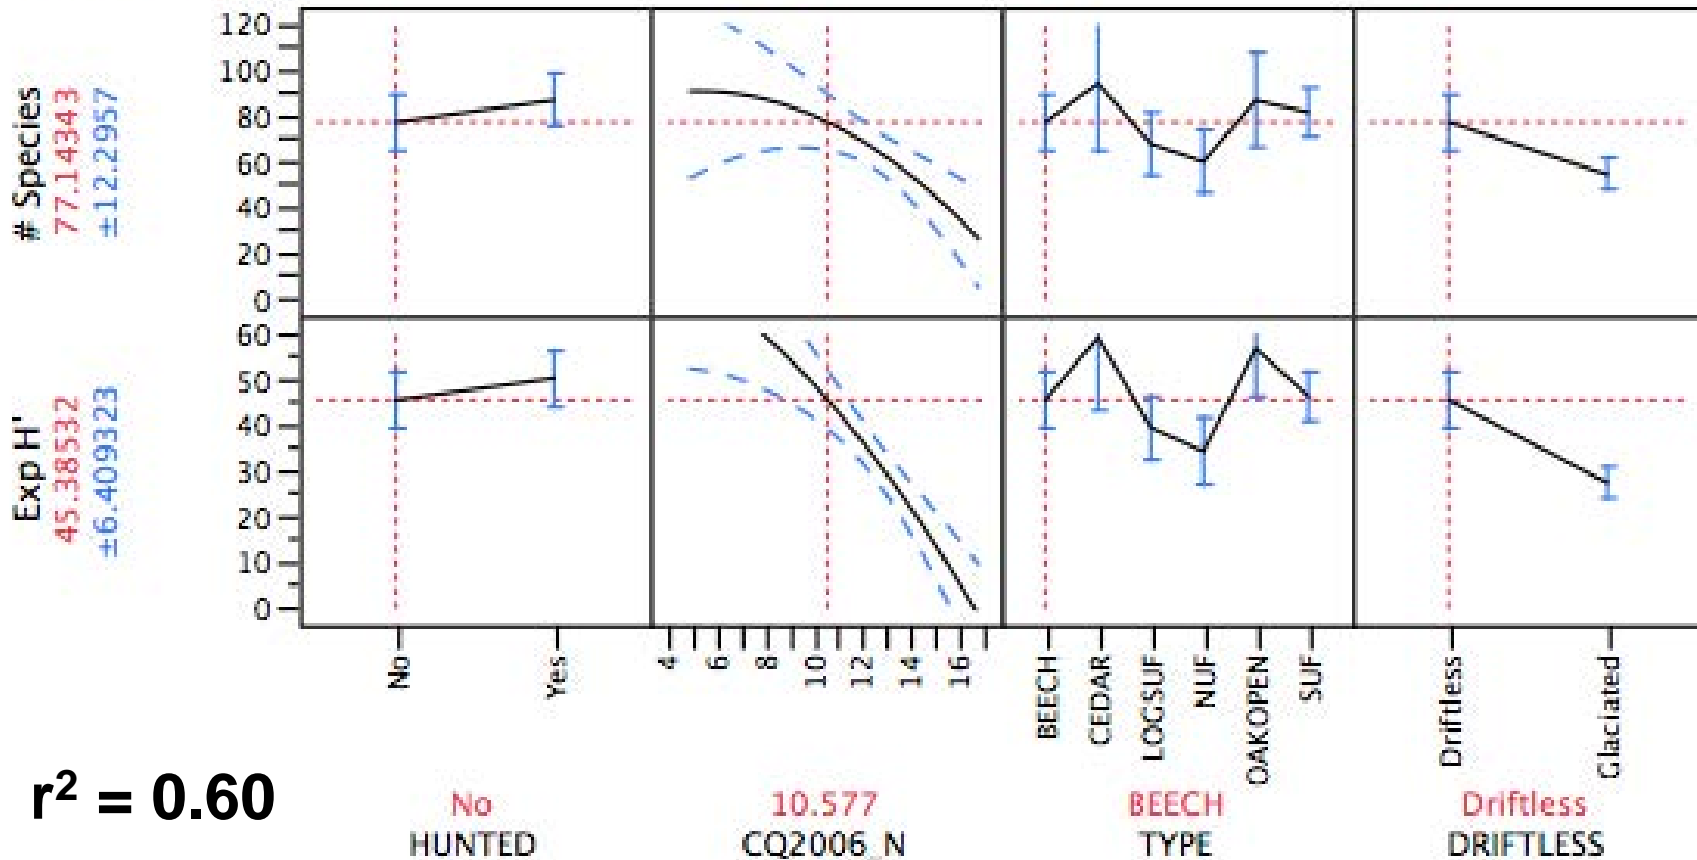 # Species
77.14343
±12.2957
120
100
80
60
40
20
0
Exp H'
45.38532
±6.409323
60
50
40
30
20
10
0
No
Yes
4
6
8
10
12
14
16
BEECH
CEDAR
LOGSUF
NUF
OAKOPEN
SUF
Driftless
Glaciated
r² = 0.60
No
HUNTED
10.577
CQ2006_N
BEECH
TYPE
Driftless
DRIFTLESS